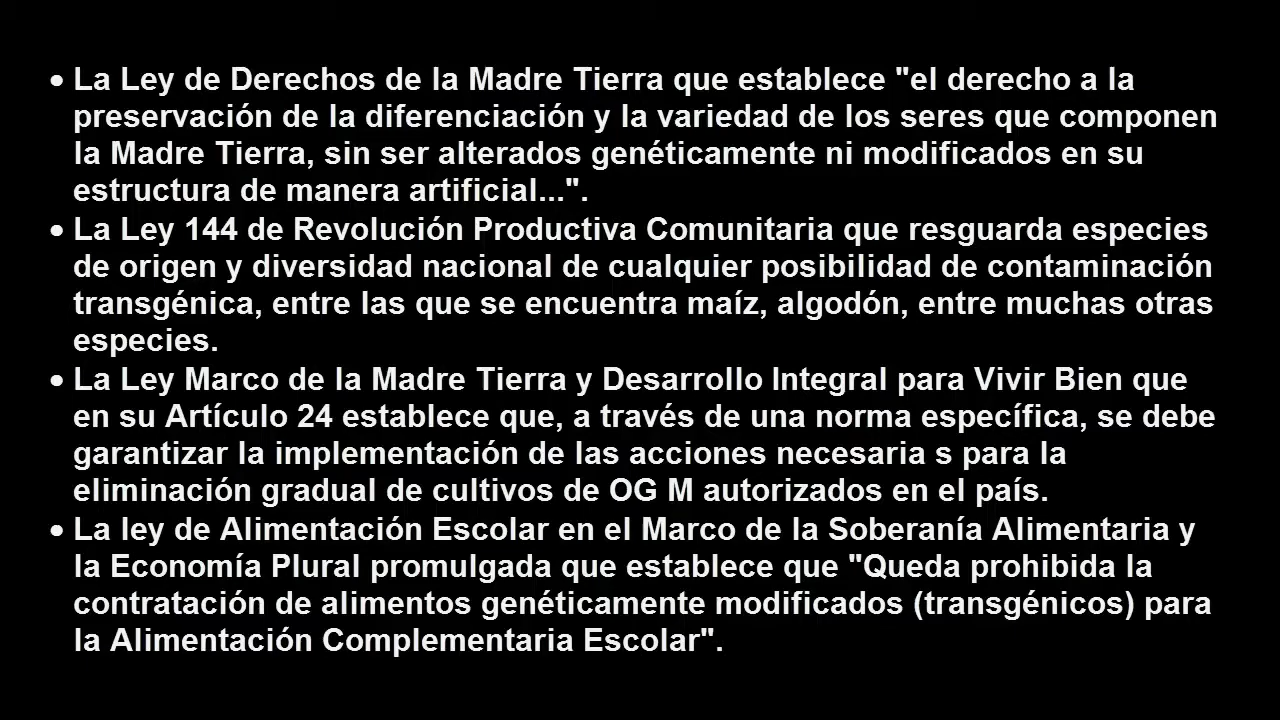 • La Ley de Derechos de la Madre Tierra que establece "el derecho a la
preservación de la diferenciación y la variedad de los seres que componen
la Madre Tierra, sin ser alterados genéticamente ni modificados en su
estructura de manera artificial...".
• La Ley 144 de Revolución Productiva Comunitaria que resguarda especies
de origen y diversidad nacional de cualquier posibilidad de contaminación
transgénica, entre las que se encuentra maíz, algodón, entre muchas otras
especies.
• La Ley Marco de la Madre Tierra y Desarrollo Integral para Vivir Bien que
en su Artículo 24 establece que, a través de una norma específica, se debe
garantizar la implementación de las acciones necesaria s para la
eliminación gradual de cultivos de OG M autorizados en el país.
• La ley de Alimentación Escolar en el Marco de la Soberanía Alimentaria y
la Economía Plural promulgada que establece que "Queda prohibida la
contratación de alimentos genéticamente modificados (transgénicos) para
la Alimentación Complementaria Escolar".